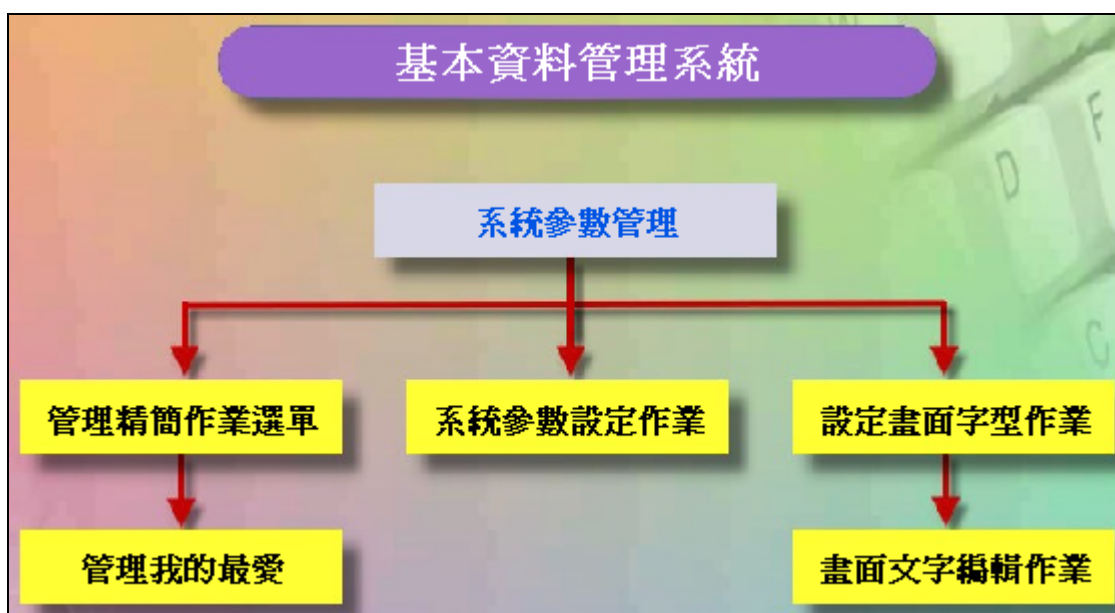 基本資料管理系統
系統參數管理
管理精簡作業選單
系統參數設定作業
設定畫面字型作業
管理我的最愛
畫面文字編輯作業
D
F
C